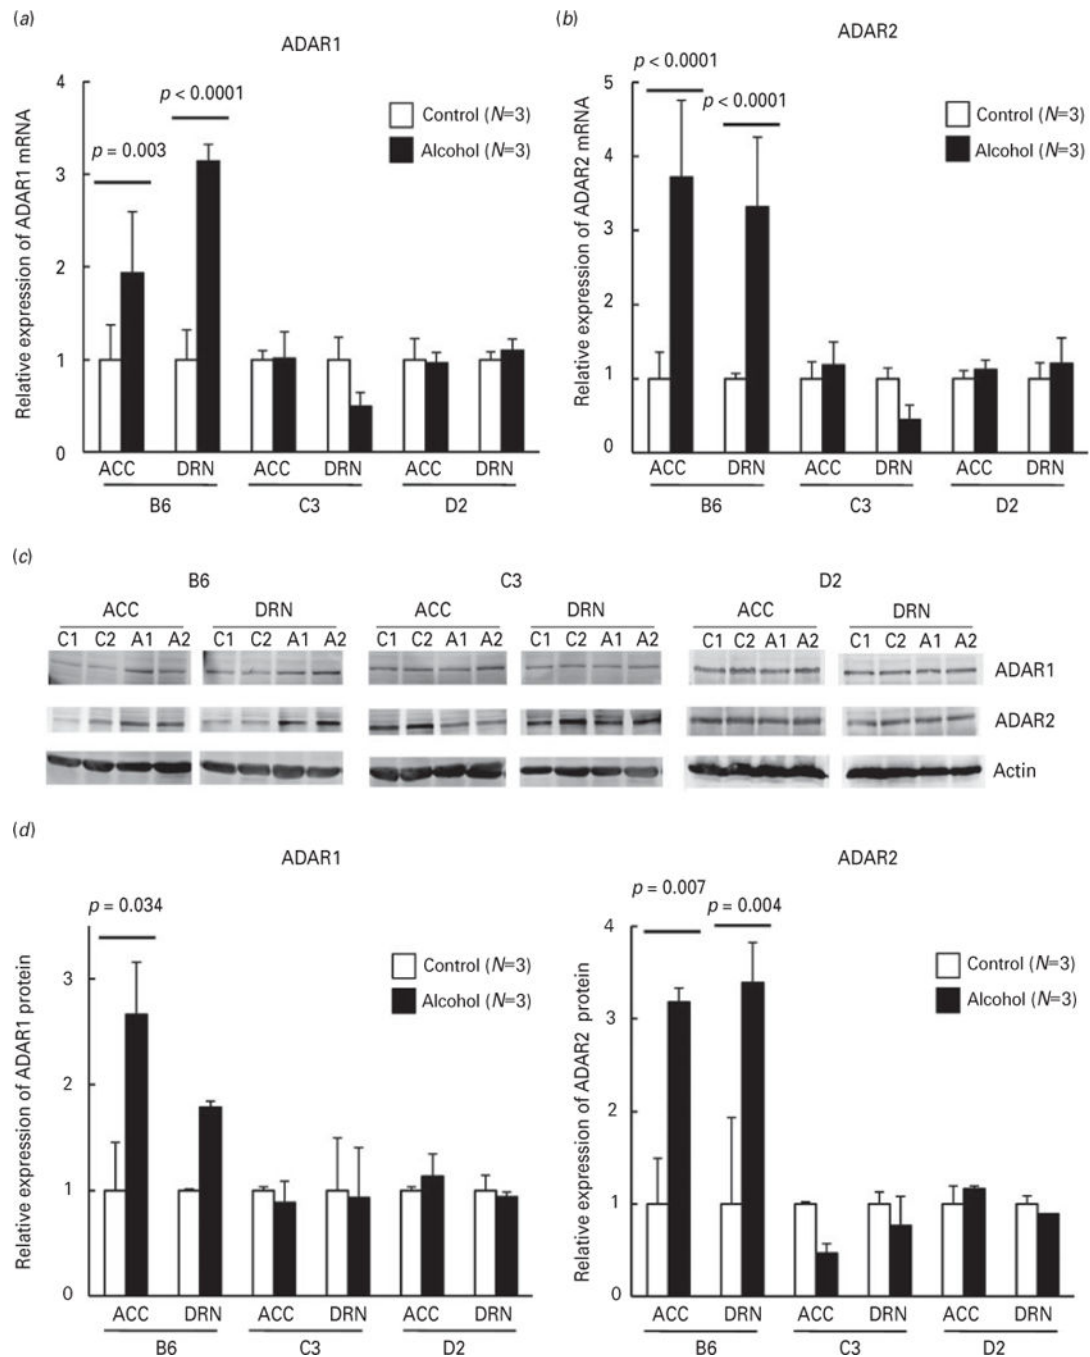 (a)
ADAR1
Relative expression of ADAR1 mRNA
4
3
2
1
0
p = 0.003
p < 0.0001
Control (N=3)
Alcohol (N=3)
ACC DRN ACC DRN ACC DRN
B6 C3 D2
(b)
ADAR2
Relative expression of ADAR2 mRNA
5
4
3
2
1
0
p < 0.0001
p < 0.0001
Control (N=3)
Alcohol (N=3)
ACC DRN ACC DRN ACC DRN
B6 C3 D2
(c)
B6 C3 D2
ACC DRN ACC DRN ACC DRN
C1 C2 A1 A2 C1 C2 A1 A2 C1 C2 A1 A2 C1 C2 A1 A2 C1 C2 A1 A2 C1 C2 A1 A2
ADAR1
ADAR2
Actin
(d)
ADAR1
Relative expression of ADAR1 protein
3
2
1
0
p = 0.034
Control (N=3)
Alcohol (N=3)
ACC DRN ACC DRN ACC DRN
B6 C3 D2
ADAR2
Relative expression of ADAR2 protein
4
3
2
1
0
p = 0.007
p = 0.004
Control (N=3)
Alcohol (N=3)
ACC DRN ACC DRN ACC DRN
B6 C3 D2